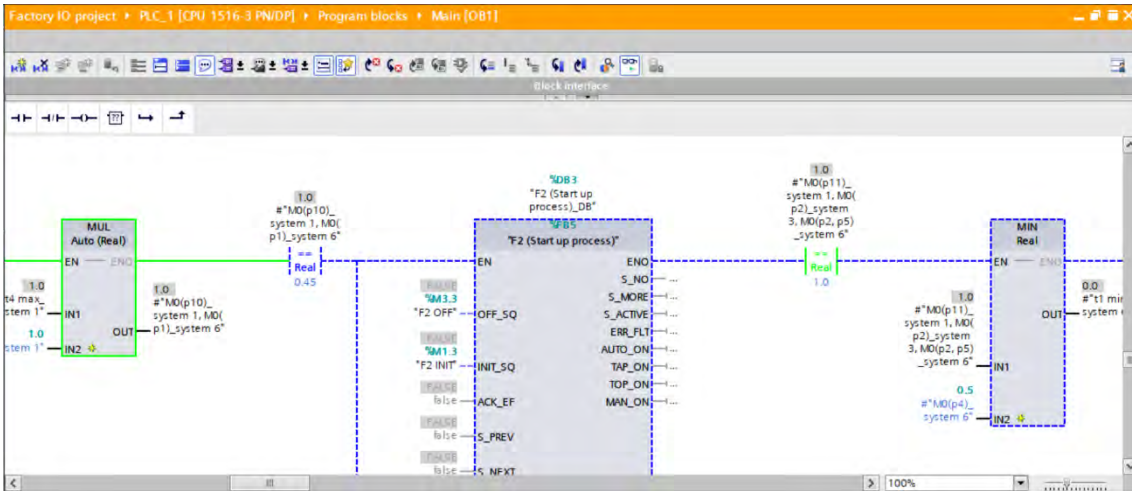 Factory IO project ▸ PLC_1 [CPU 1516-3 PN/DP] ▸ Program blocks ▸ Main [OB1]
Block interface
MUL
Auto (Real)
EN
ENO
1.0
t4 max_
stem 1"
IN1
1.0
stem 1"
IN2
OUT
1.0
#"M0(p10)_
system 1, M0(
p1)_system 6"
1.0
#"M0(p10)_
system 1, M0(
p1)_system 6"
==
Real
0.45
%DB3
"F2 (Start up
process)_DB"
%FB5
"F2 (Start up process)"
EN
ENO
FALSE
%M3.3
"F2 OFF"
OFF_SQ
FALSE
%M1.3
"F2 INIT"
INIT_SQ
FALSE
false
ACK_EF
FALSE
false
S_PREV
FALSE
false
S_NEXT
S_NO
...
S_MORE
...
S_ACTIVE
...
ERR_FLT
...
AUTO_ON
...
TAP_ON
...
TOP_ON
...
MAN_ON
...
1.0
#"M0(p11)_
system 1, M0(
p2)_system
3, M0(p2, p5)
_system 6"
==
Real
1.0
MIN
Real
EN
ENO
1.0
#"M0(p11)_
system 1, M0(
p2)_system
3, M0(p2, p5)
_system 6"
IN1
0.5
#"M0(p4)_
system 6"
IN2
OUT
0.0
#"t1 min
system
100%